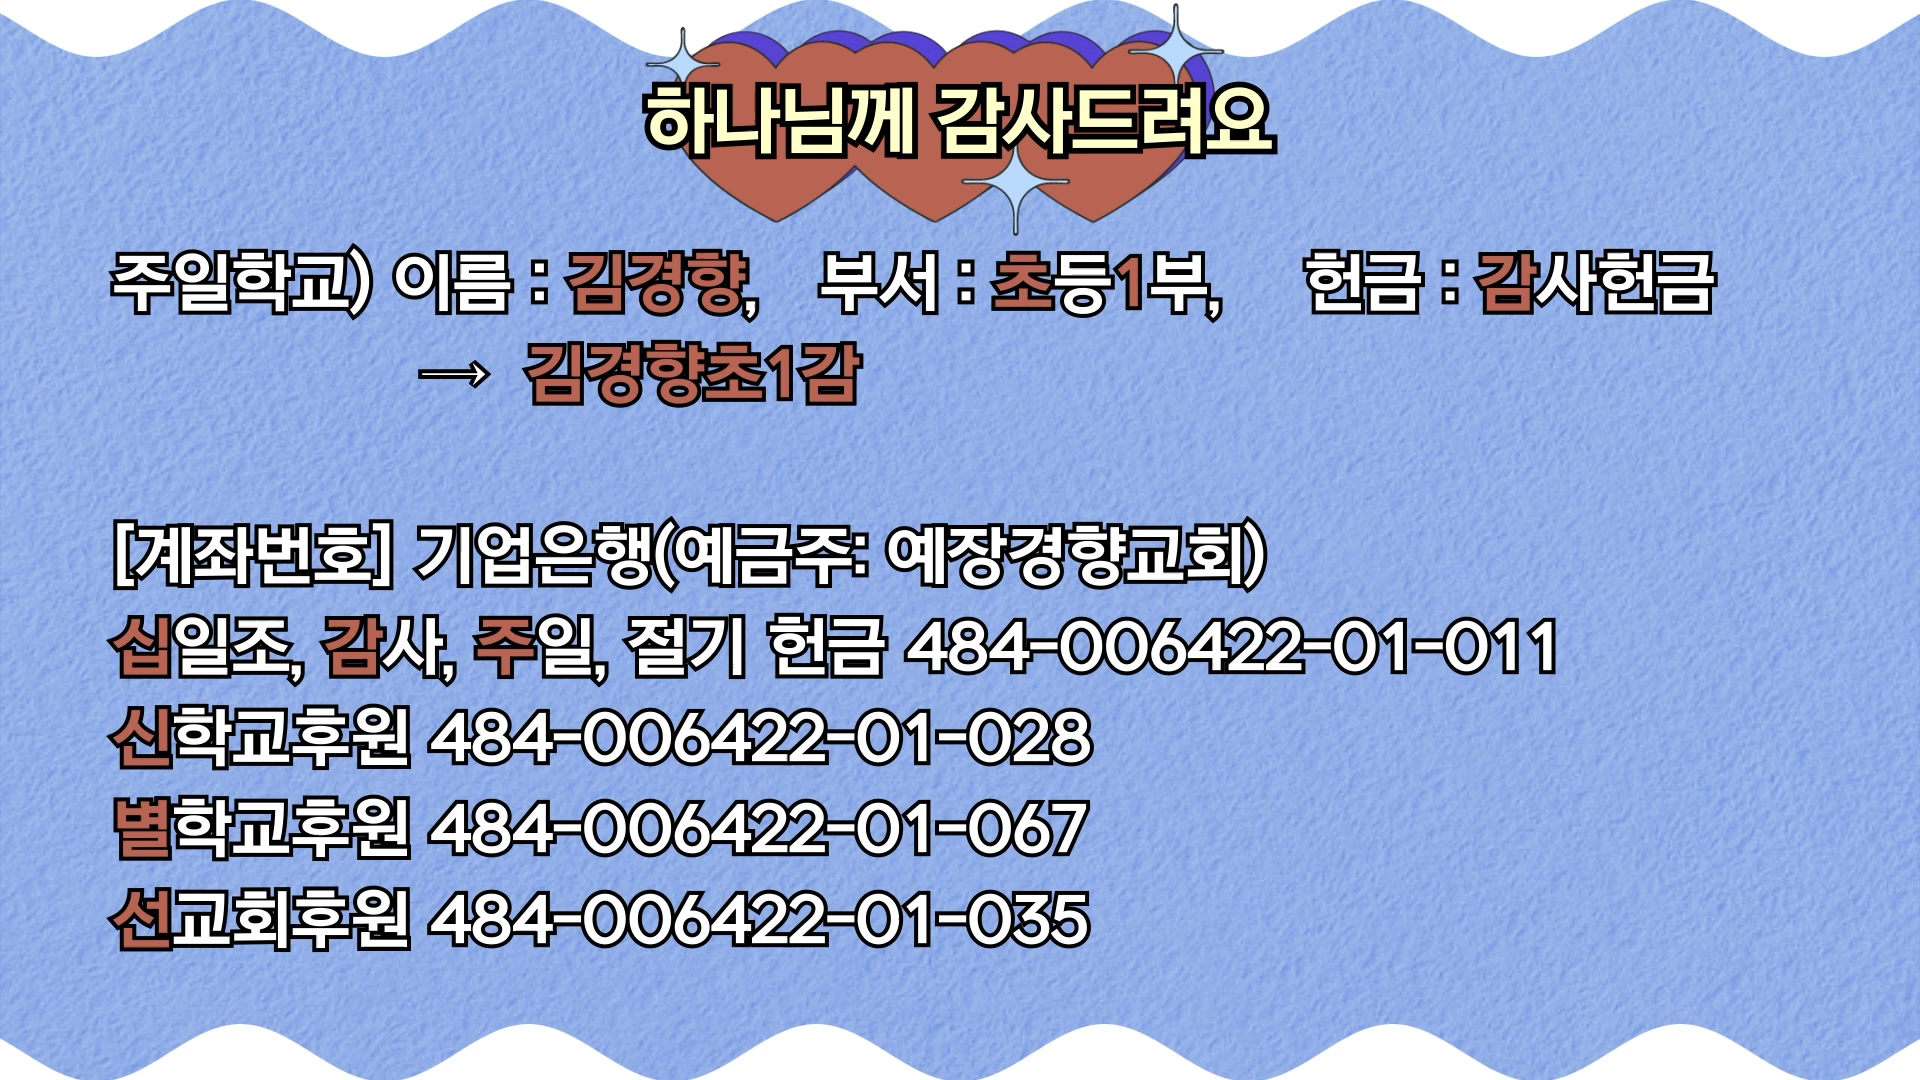 하나님께 감사드려요
주일학교) 이름 : 김경향, 부서 : 초등1부, 헌금 : 감사헌금
→ 김경향초1감
[계좌번호] 기업은행(예금주: 예장경향교회)
십일조, 감사, 주일, 절기 헌금 484-006422-01-011
신학교후원 484-006422-01-028
별학교후원 484-006422-01-067
선교회후원 484-006422-01-035